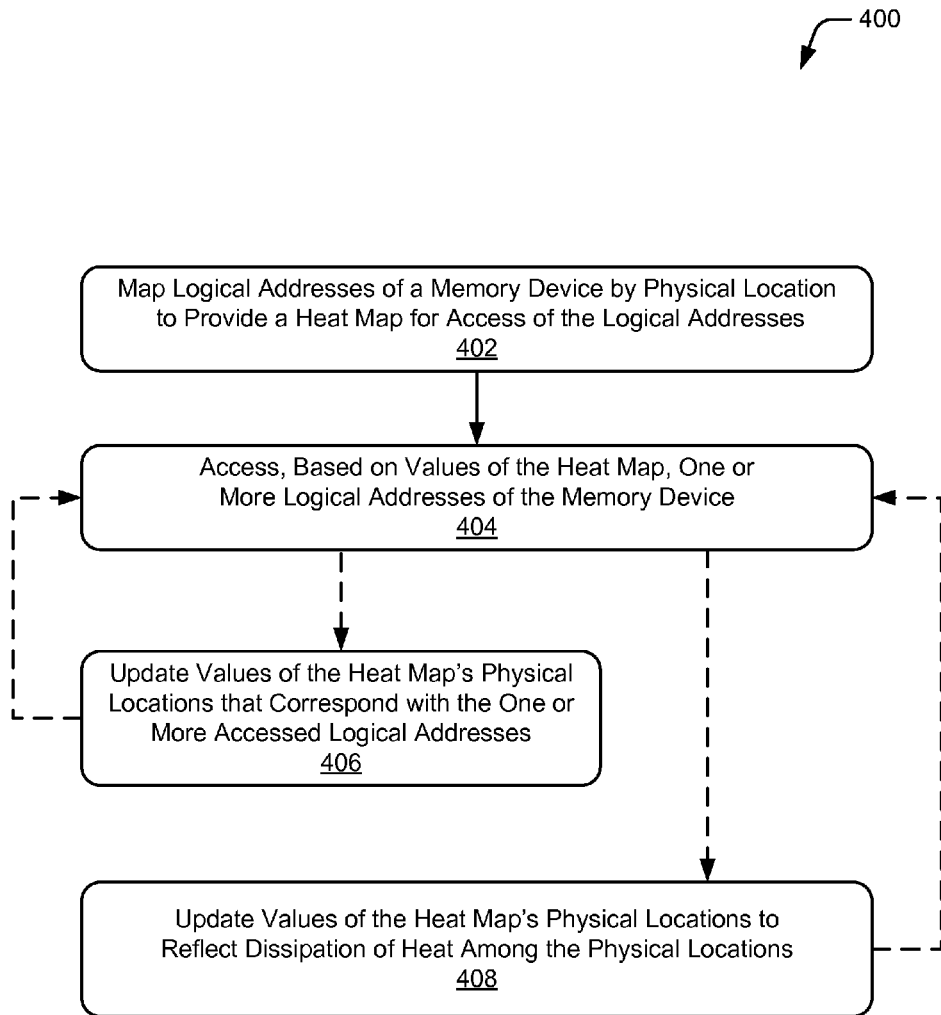 400
Map Logical Addresses of a Memory Device by Physical Location
to Provide a Heat Map for Access of the Logical Addresses
402
Access, Based on Values of the Heat Map, One or
More Logical Addresses of the Memory Device
404
Update Values of the Heat Map's Physical
Locations that Correspond with the One or
More Accessed Logical Addresses
406
Update Values of the Heat Map's Physical Locations to
Reflect Dissipation of Heat Among the Physical Locations
408